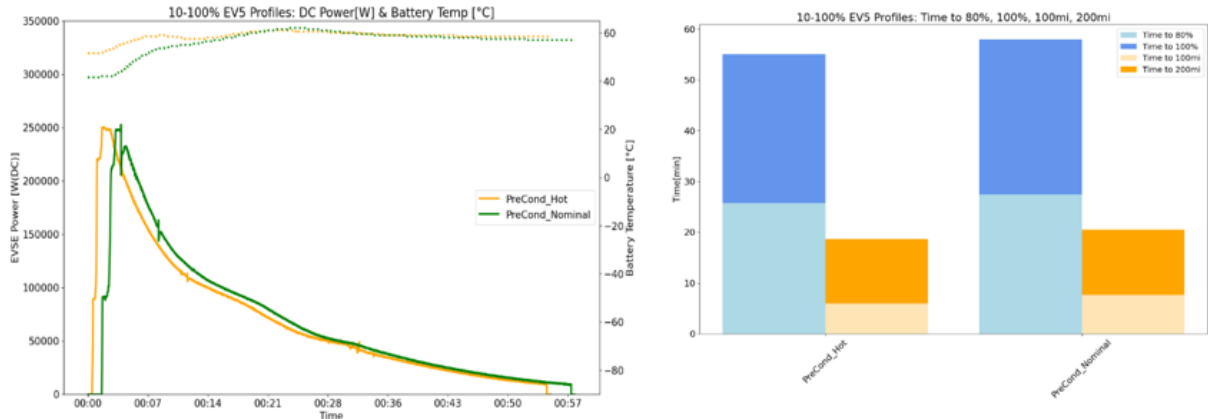 10-100% EV5 Profiles: DC Power[W] & Battery Temp [°C]
350000
300000
250000
200000
150000
100000
50000
0
EVSE Power [W(DC)]
60
40
20
0
−20
−40
−60
−80
Battery Temperature [°C]
PreCond_Hot
PreCond_Nominal
00:00 00:07 00:14 00:21 00:28 00:36 00:43 00:50 00:57
Time
10-100% EV5 Profiles: Time to 80%, 100%, 100mi, 200mi
60
50
40
30
20
10
0
Time[min]
Time to 80%
Time to 100%
Time to 100mi
Time to 200mi
PreCond_Hot
PreCond_Nominal